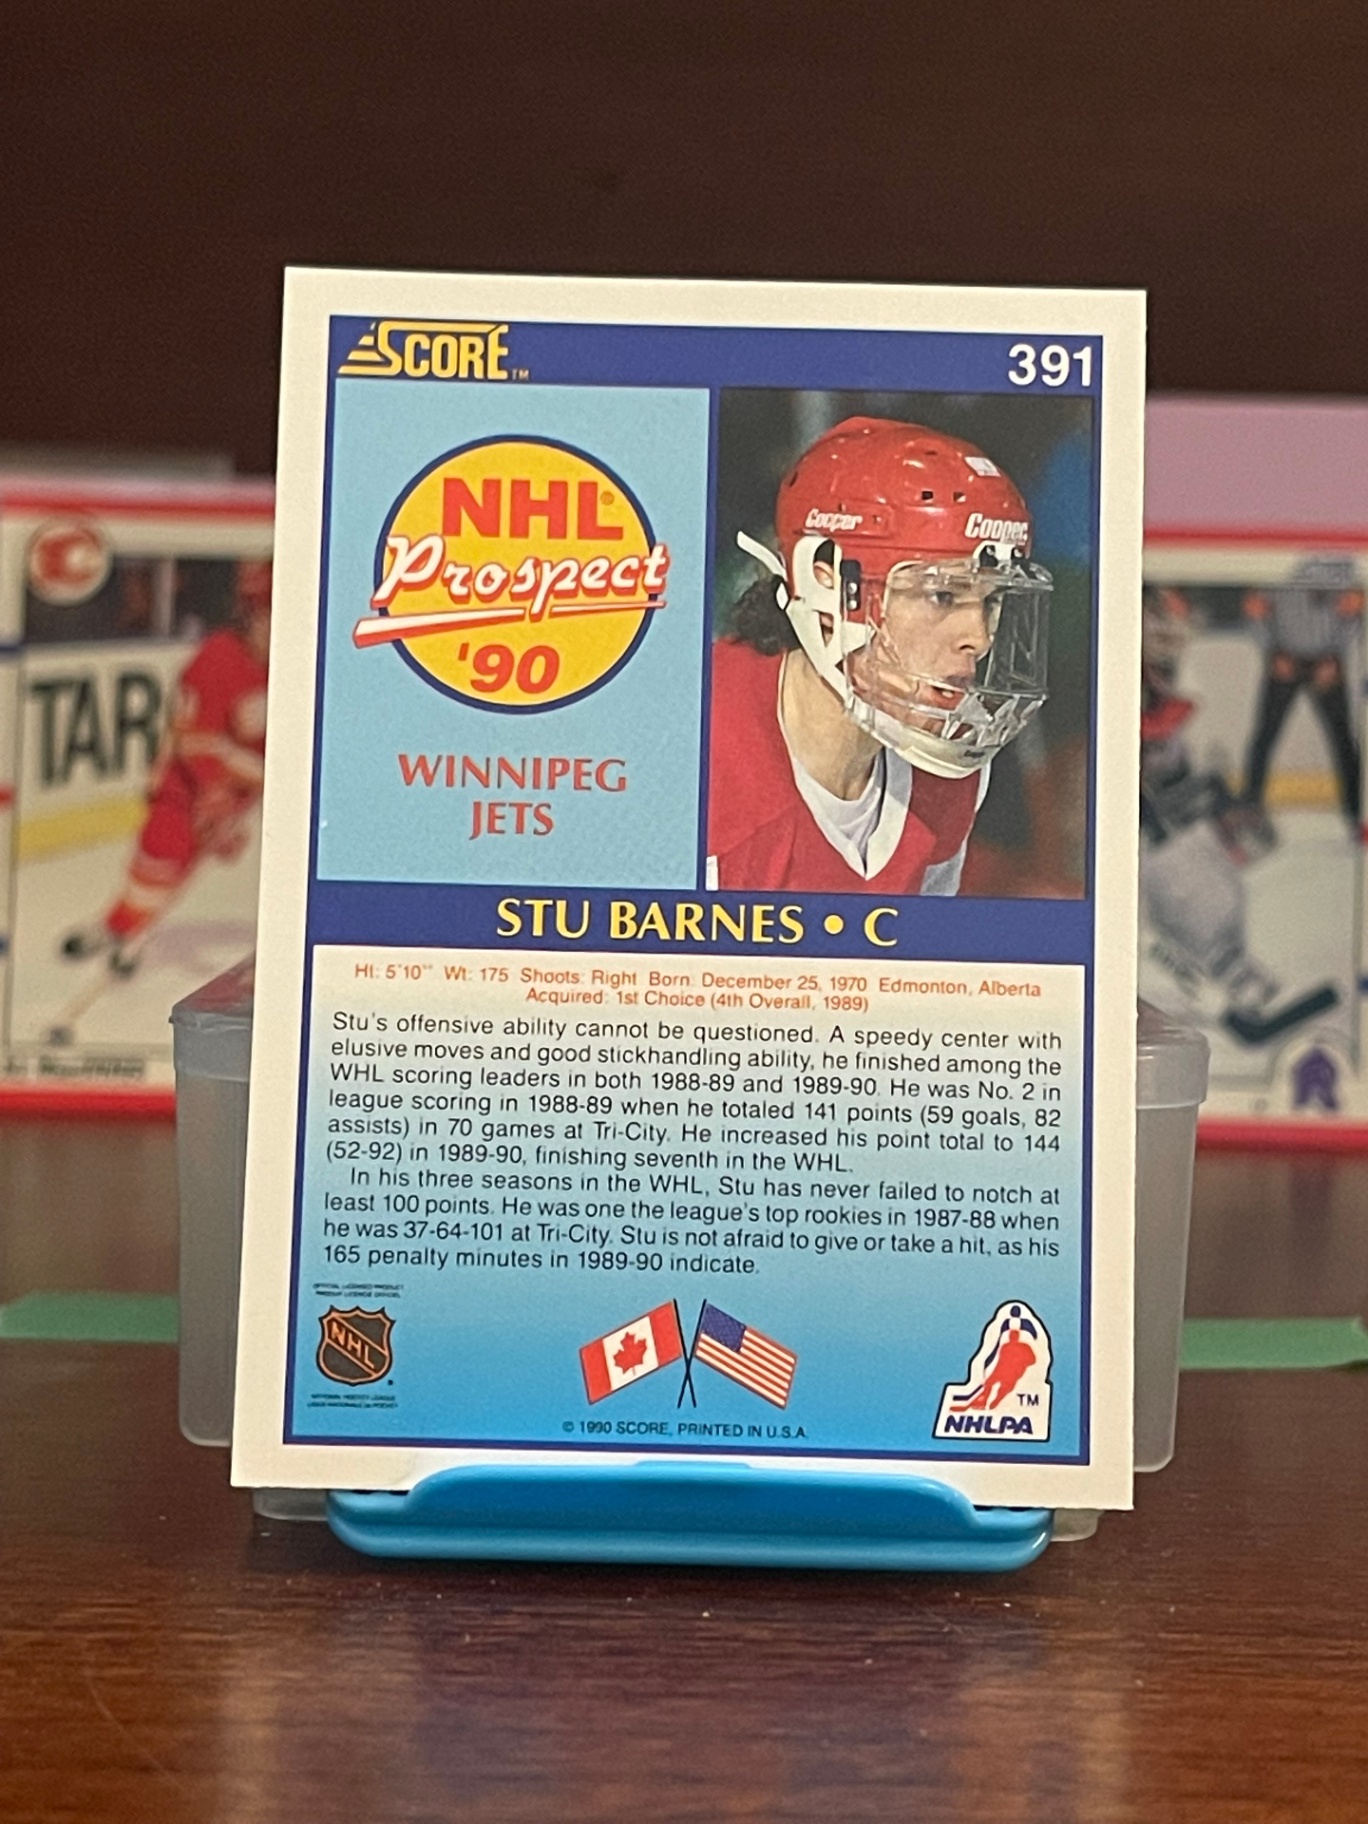 SCORE TM
391
NHL
Prospect
'90
WINNIPEG
JETS
Cooper
Cooper
STU BARNES • C
Ht: 5'10" Wt: 175 Shoots: Right Born: December 25, 1970 Edmonton, Alberta
Acquired: 1st Choice (4th Overall, 1989)
Stu's offensive ability cannot be questioned. A speedy center with
elusive moves and good stickhandling ability, he finished among the
WHL scoring leaders in both 1988-89 and 1989-90. He was No. 2 in
league scoring in 1988-89 when he totaled 141 points (59 goals, 82
assists) in 70 games at Tri-City. He increased his point total to 144
(52-92) in 1989-90, finishing seventh in the WHL.
In his three seasons in the WHL, Stu has never failed to notch at
least 100 points. He was one the league's top rookies in 1987-88 when
he was 37-64-101 at Tri-City. Stu is not afraid to give or take a hit, as his
165 penalty minutes in 1989-90 indicate.
NHL
© 1990 SCORE, PRINTED IN U.S.A.
TM
NHLPA
TAR